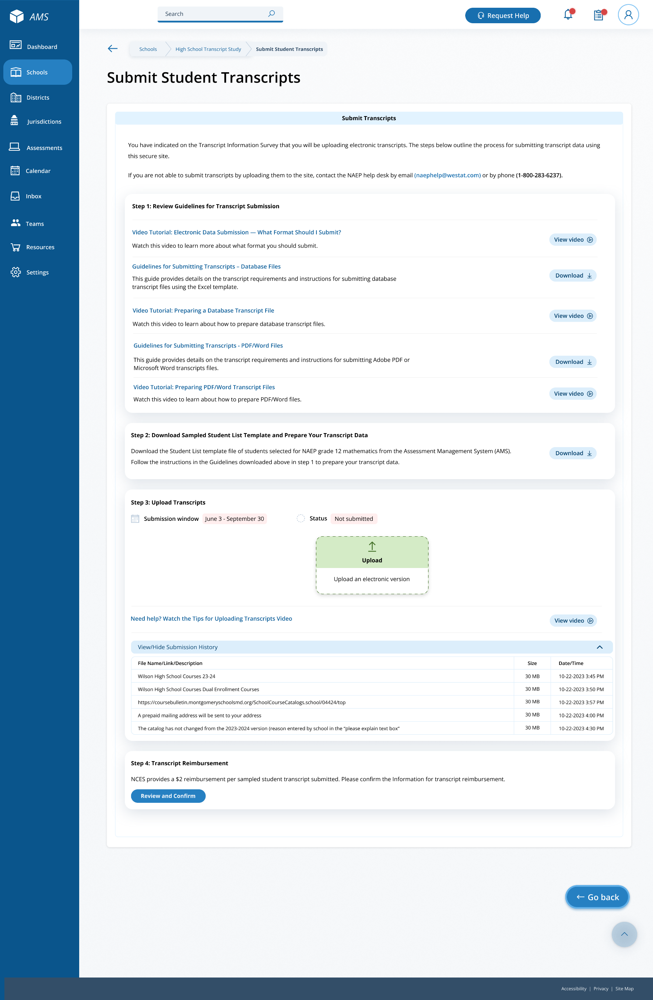 AMS
Search
Request Help
Dashboard
Schools
Districts
Jurisdictions
Assessments
Calendar
Inbox
Teams
Resources
Settings
Schools
High School Transcript Study
Submit Student Transcripts
Submit Student Transcripts
Submit Transcripts
You have indicated on the Transcript Information Survey that you will be uploading electronic transcripts. The steps below outline the process for submitting transcript data using
this secure site.
If you are not able to submit transcripts by uploading them to the site, contact the NAEP help desk by email (naephelp@westat.com) or by phone (1-800-283-6237).
Step 1: Review Guidelines for Transcript Submission
Video Tutorial: Electronic Data Submission — What Format Should I Submit?
Watch this video to learn more about what format you should submit.
View video
Guidelines for Submitting Transcripts – Database Files
This guide provides details on the transcript requirements and instructions for submitting database
transcript files using the Excel template.
Download
Video Tutorial: Preparing a Database Transcript File
Watch this video to learn about how to prepare database transcript files.
View video
Guidelines for Submitting Transcripts - PDF/Word Files
This guide provides details on the transcript requirements and instructions for submitting Adobe PDF or
Microsoft Word transcripts files.
Download
Video Tutorial: Preparing PDF/Word Transcript Files
Watch this video to learn about how to prepare PDF/Word files.
View video
Step 2: Download Sampled Student List Template and Prepare Your Transcript Data
Download the Student List template file of students selected for NAEP grade 12 mathematics from the Assessment Management System (AMS).
Follow the instructions in the Guidelines downloaded above in step 1 to prepare your transcript data.
Download
Step 3: Upload Transcripts
Submission window June 3 - September 30
Status Not submitted
Upload
Upload an electronic version
Need help? Watch the Tips for Uploading Transcripts Video
View video
View/Hide Submission History
File Name/Link/Description Size Date/Time
Wilson High School Courses 23-24 30 MB 10-22-2023 3:45 PM
Wilson High School Courses Dual Enrollment Courses 30 MB 10-22-2023 3:50 PM
https://coursebulletin.montgomeryschoolsmd.org/SchoolCourseCatalogs.school/04424/top 30 MB 10-22-2023 3:57 PM
A prepaid mailing address will be sent to your address 30 MB 10-22-2023 4:00 PM
The catalog has not changed from the 2023-2024 version (reason entered by school in the “please explain text box” 30 MB 10-22-2023 4:30 PM
Step 4: Transcript Reimbursement
NCES provides a $2 reimbursement per sampled student transcript submitted. Please confirm the Information for transcript reimbursement.
Review and Confirm
Go back
Accessibility | Privacy | Site Map